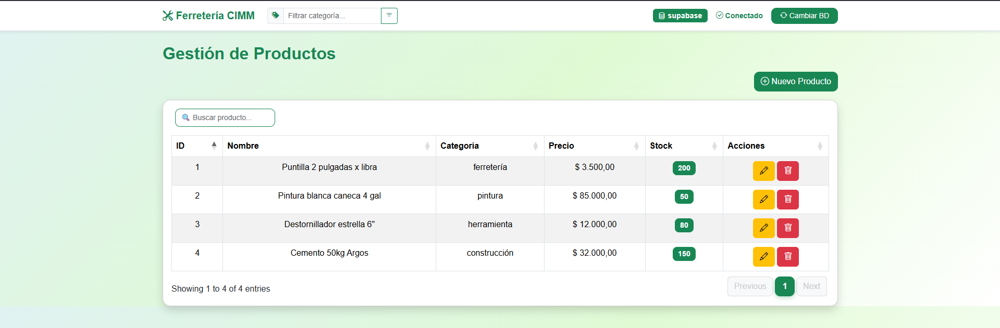 Ferretería CIMM Filtrar categoría... supabase Conectado Cambiar BD
Gestión de Productos
Nuevo Producto
Buscar producto...
ID Nombre Categoría Precio Stock Acciones
1 Puntilla 2 pulgadas x libra ferretería $ 3.500,00 200
2 Pintura blanca caneca 4 gal pintura $ 85.000,00 50
3 Destornillador estrella 6" herramienta $ 12.000,00 80
4 Cemento 50kg Argos construcción $ 32.000,00 150
Showing 1 to 4 of 4 entries Previous 1 Next